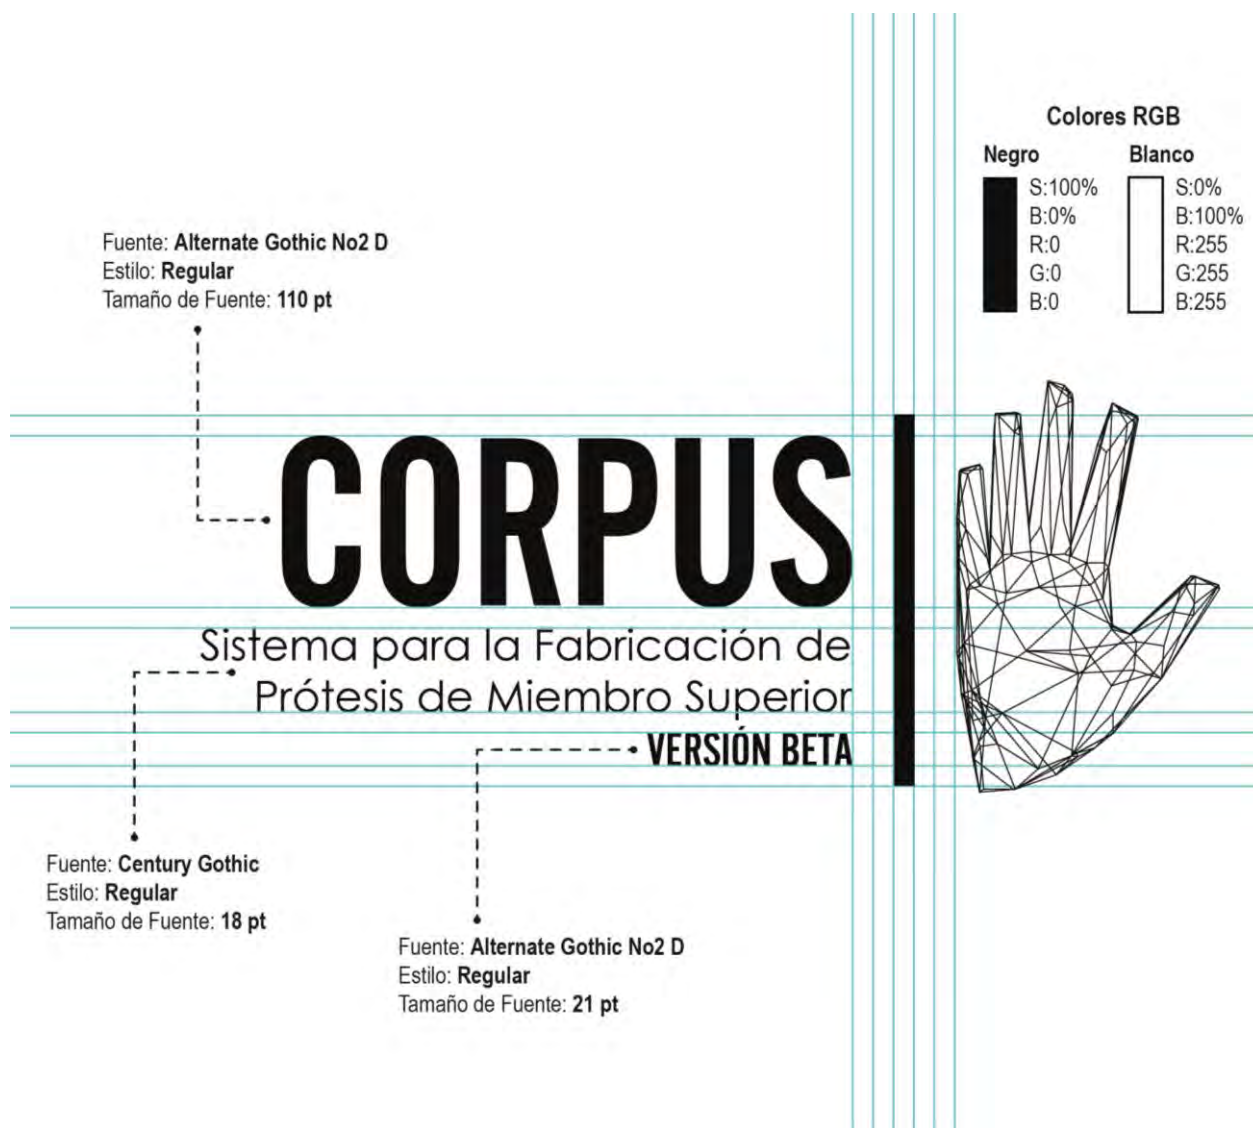 Colores RGB
Negro
S:100%
B:0%
R:0
G:0
B:0
Blanco
S:0%
B:100%
R:255
G:255
B:255
Fuente: Alternate Gothic No2 D
Estilo: Regular
Tamaño de Fuente: 110 pt
CORPUS
Sistema para la Fabricación de
Prótesis de Miembro Superior
VERSIÓN BETA
Fuente: Century Gothic
Estilo: Regular
Tamaño de Fuente: 18 pt
Fuente: Alternate Gothic No2 D
Estilo: Regular
Tamaño de Fuente: 21 pt